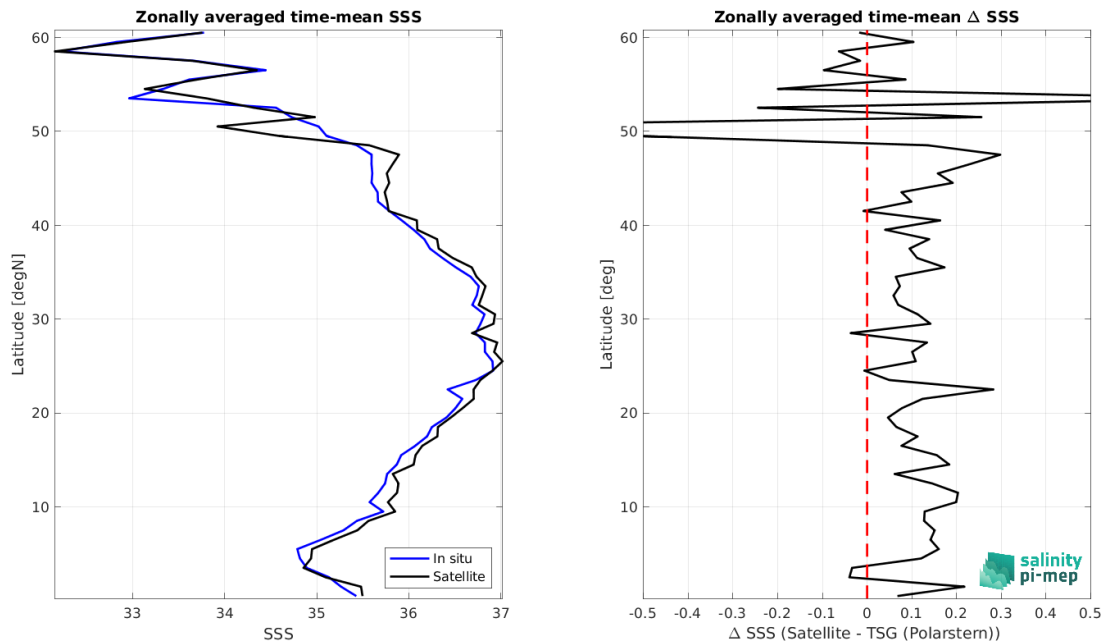 Zonally averaged time-mean SSS
60
50
40
30
20
10
Latitude [degN]
33
34
35
36
37
SSS
In situ
Satellite
Zonally averaged time-mean Δ SSS
60
50
40
30
20
10
Latitude [deg]
-0.5
-0.4
-0.3
-0.2
-0.1
0
0.1
0.2
0.3
0.4
0.5
Δ SSS (Satellite - TSG (Polarstern))
salinity
pi-mep